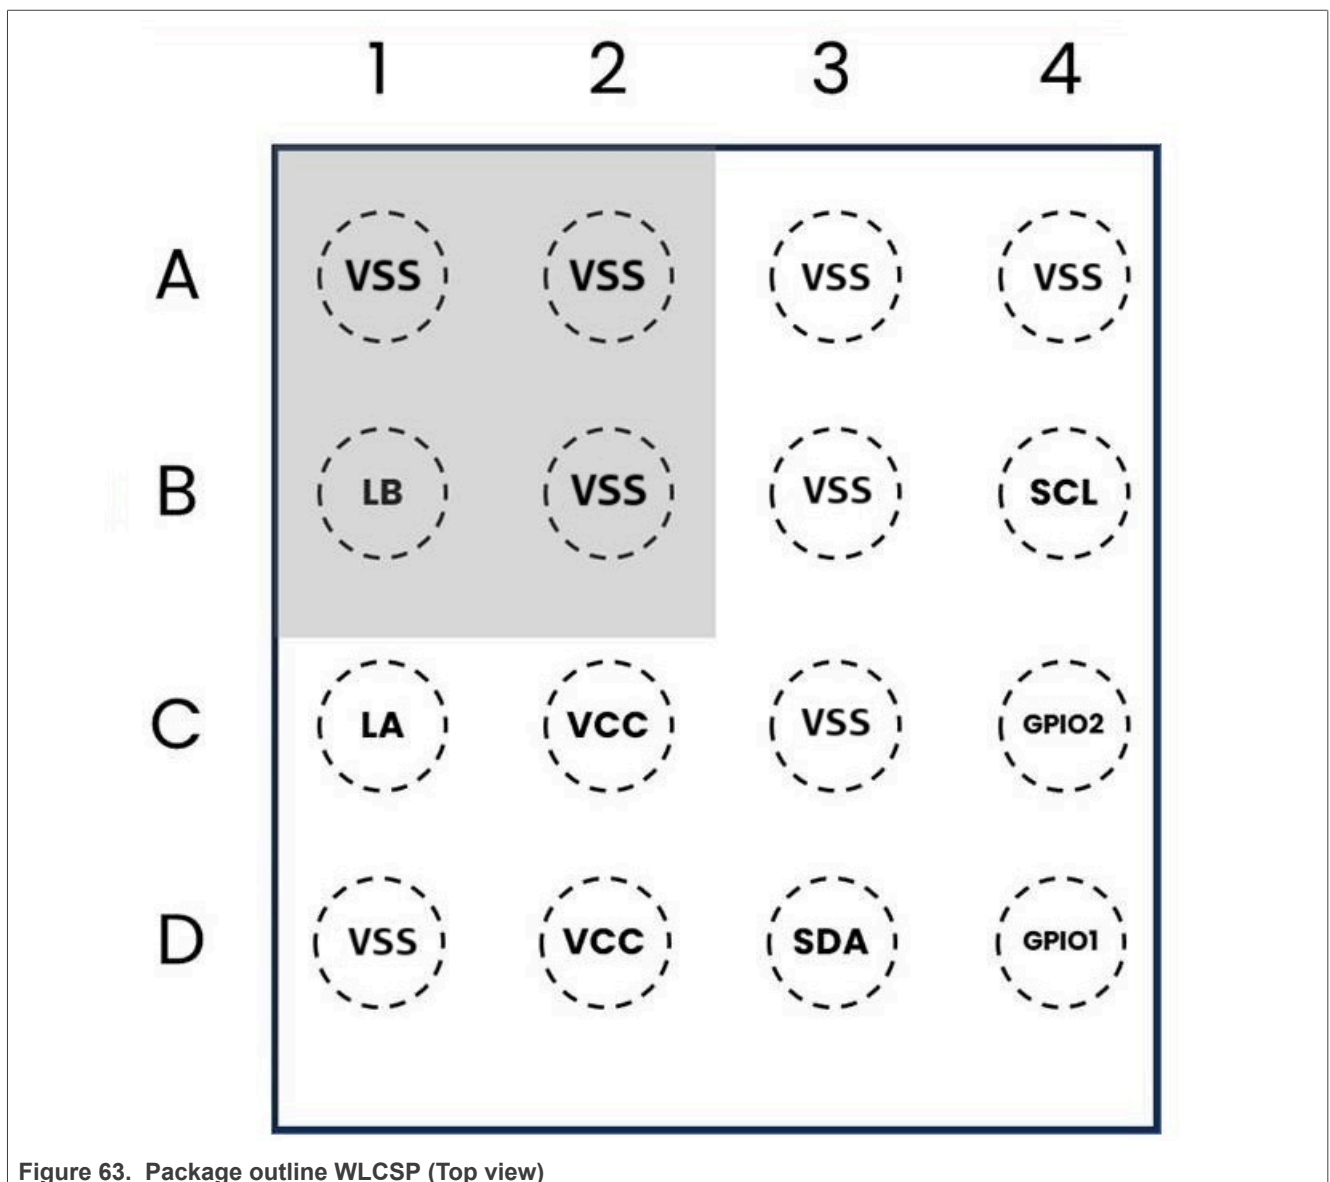 1 2 3 4
A VSS VSS VSS VSS
B LB VSS VSS SCL
C LA VCC VSS GPIO2
D VSS VCC SDA GPIO1
Figure 63. Package outline WLCSP (Top view)